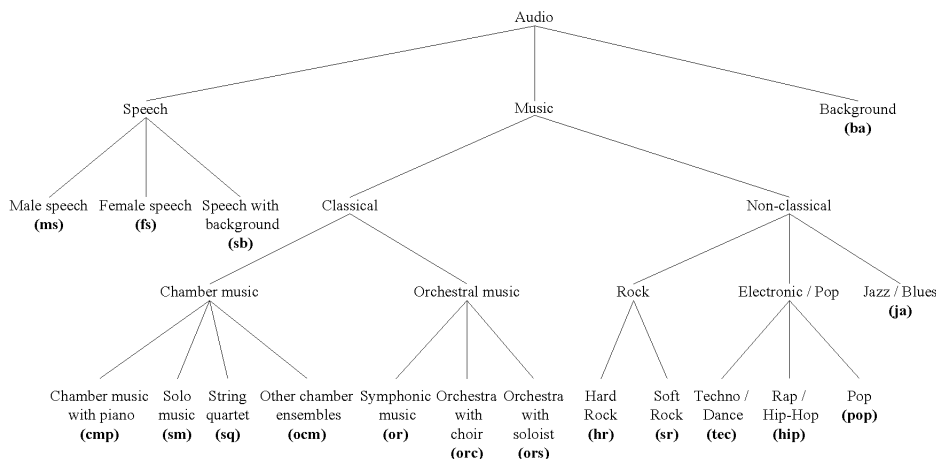 Audio
Speech
Music
Background
(ba)
Male speech
(ms)
Female speech
(fs)
Speech with
background
(sb)
Classical
Non-classical
Chamber music
Orchestral music
Rock
Electronic / Pop
Jazz / Blues
(ja)
Chamber music
with piano
(cmp)
Solo
music
(sm)
String
quartet
(sq)
Other chamber
ensembles
(ocm)
Symphonic
music
(or)
Orchestra
with
choir
(orc)
Orchestra
with
soloist
(ors)
Hard
Rock
(hr)
Soft
Rock
(sr)
Techno /
Dance
(tec)
Rap /
Hip-Hop
(hip)
Pop
(pop)